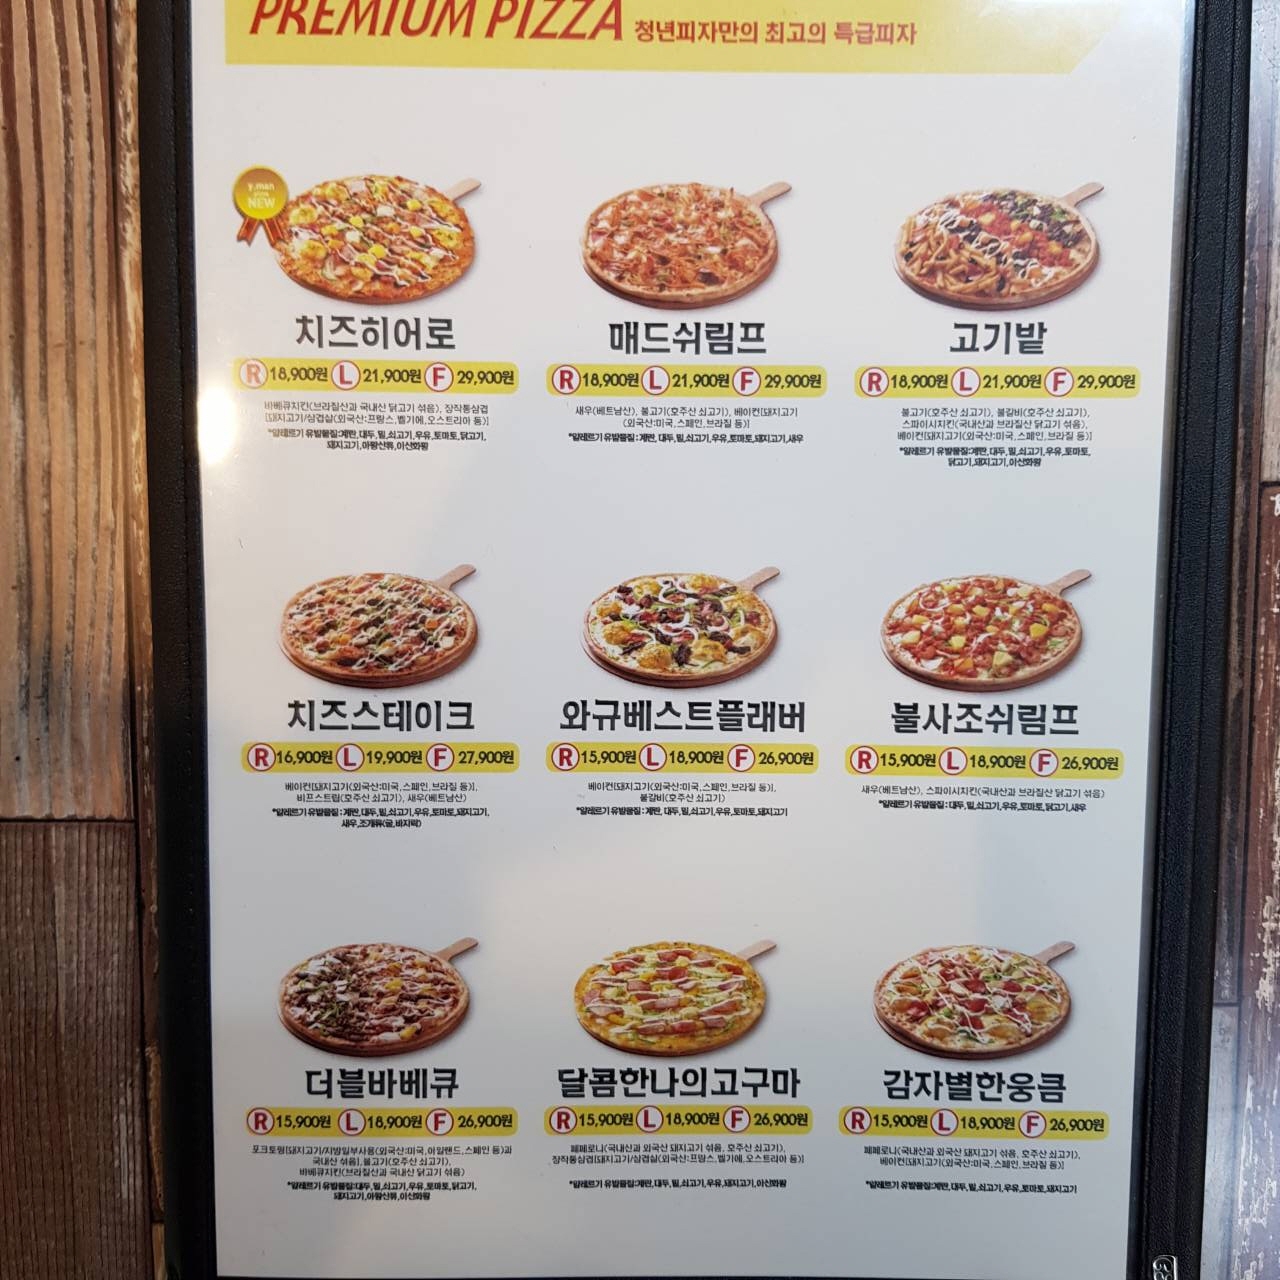 PREMIUM PIZZA 청년피자만의 최고의 특급피자
y.man
pizza
NEW
치즈히어로
R 18,900원 L 21,900원 F 29,900원
바베큐치킨(브라질산과 국내산 닭고기 섞음), 장작통삼겹
[돼지고기/삼겹살(외국산:프랑스,벨기에,오스트리아 등)]
*알레르기 유발물질:계란,대두,밀,쇠고기,우유,토마토,닭고기,
돼지고기,아황산류,이산화황
매드쉬림프
R 18,900원 L 21,900원 F 29,900원
새우(베트남산), 불고기(호주산 쇠고기), 베이컨[돼지고기
(외국산:미국,스페인,브라질 등)]
*알레르기 유발물질:계란,대두,밀,쇠고기,우유,토마토,돼지고기,새우
고기밭
R 18,900원 L 21,900원 F 29,900원
불고기(호주산 쇠고기), 불갈비(호주산 쇠고기),
스파이시치킨(국내산과 브라질산 닭고기 섞음),
베이컨[돼지고기(외국산:미국,스페인,브라질 등)]
*알레르기 유발물질:계란,대두,밀,쇠고기,우유,토마토,
닭고기,돼지고기,이산화황
치즈스테이크
R 16,900원 L 19,900원 F 27,900원
베이컨[돼지고기(외국산:미국,스페인,브라질 등)],
비프스트립(호주산 쇠고기), 새우(베트남산)
*알레르기 유발물질:계란,대두,밀,쇠고기,우유,토마토,돼지고기,
새우,조개류(굴,바지락)
와규베스트플래버
R 15,900원 L 18,900원 F 26,900원
베이컨[돼지고기(외국산:미국,스페인,브라질 등)],
불갈비(호주산 쇠고기)
*알레르기 유발물질:계란,대두,밀,쇠고기,우유,토마토,돼지고기
불사조쉬림프
R 15,900원 L 18,900원 F 26,900원
새우(베트남산), 스파이시치킨(국내산과 브라질산 닭고기 섞음)
*알레르기 유발물질:대두,밀,쇠고기,우유,토마토,닭고기,새우
더블바베큐
R 15,900원 L 18,900원 F 26,900원
포크토핑[돼지고기/지방일부사용(외국산:미국,아일랜드,스페인 등)과
국내산 섞음], 불고기(호주산 쇠고기),
바베큐치킨(브라질산과 국내산 닭고기 섞음)
*알레르기 유발물질:대두,밀,쇠고기,우유,토마토,닭고기,
돼지고기,아황산류,이산화황
달콤한나의고구마
R 15,900원 L 18,900원 F 26,900원
페페로니(국내산과 외국산 돼지고기 섞음, 호주산 쇠고기),
장작통삼겹[돼지고기/삼겹살(외국산:프랑스,벨기에,오스트리아 등)]
*알레르기 유발물질:계란,대두,밀,쇠고기,우유,돼지고기,이산화황
감자별한웅큼
R 15,900원 L 18,900원 F 26,900원
페페로니(국내산과 외국산 돼지고기 섞음, 호주산 쇠고기),
베이컨[돼지고기(외국산:미국,스페인,브라질 등)]
*알레르기 유발물질:계란,대두,밀,쇠고기,우유,토마토,돼지고기